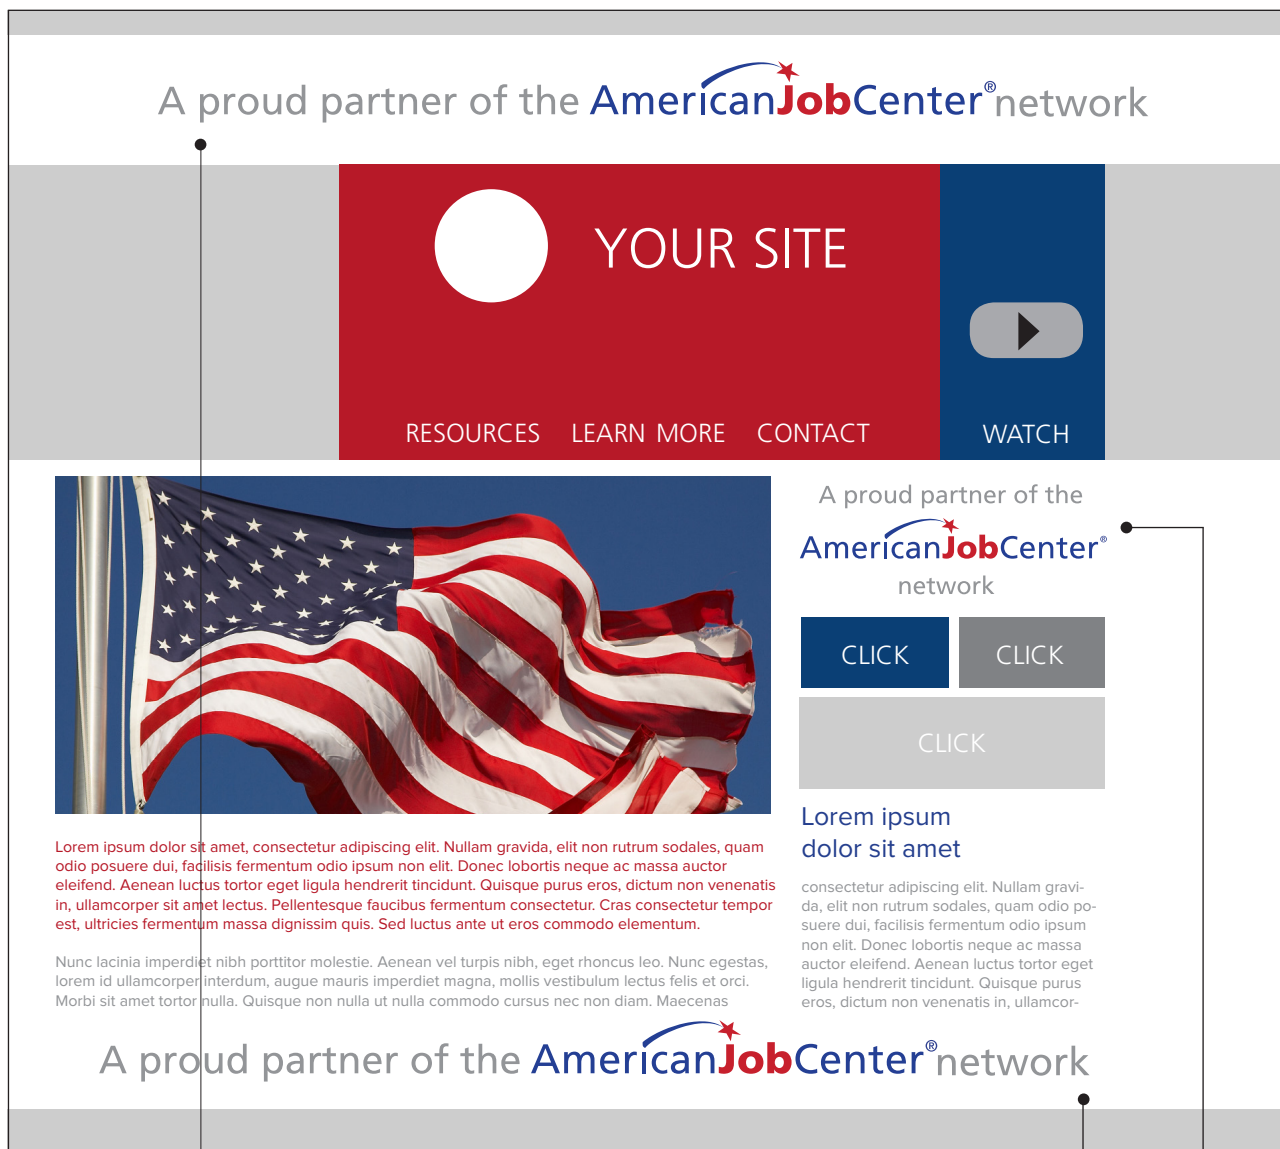 A proud partner of the AmericanJobCenter® network
YOUR SITE
RESOURCES LEARN MORE CONTACT
WATCH
A proud partner of the
AmericanJobCenter®
network
CLICK CLICK
CLICK
Lorem ipsum
dolor sit amet
consectetur adipiscing elit. Nullam gravi-
da, elit non rutrum sodales, quam odio po-
suere dui, facilisis fermentum odio ipsum
non elit. Donec lobortis neque ac massa
auctor eleifend. Aenean luctus tortor eget
ligula hendrerit tincidunt. Quisque purus
eros, dictum non venenatis in, ullamcor-
Lorem ipsum dolor sit amet, consectetur adipiscing elit. Nullam gravida, elit non rutrum sodales, quam
odio posuere dui, facilisis fermentum odio ipsum non elit. Donec lobortis neque ac massa auctor
eleifend. Aenean luctus tortor eget ligula hendrerit tincidunt. Quisque purus eros, dictum non venenatis
in, ullamcorper sit amet lectus. Pellentesque faucibus fermentum consectetur. Cras consectetur tempor
est, ultricies fermentum massa dignissim quis. Sed luctus ante ut eros commodo elementum.
Nunc lacinia imperdiet nibh porttitor molestie. Aenean vel turpis nibh, eget rhoncus leo. Nunc egestas,
lorem id ullamcorper interdum, augue mauris imperdiet magna, mollis vestibulum lectus felis et orci.
Morbi sit amet tortor nulla. Quisque non nulla ut nulla commodo cursus nec non diam. Maecenas
A proud partner of the AmericanJobCenter® network